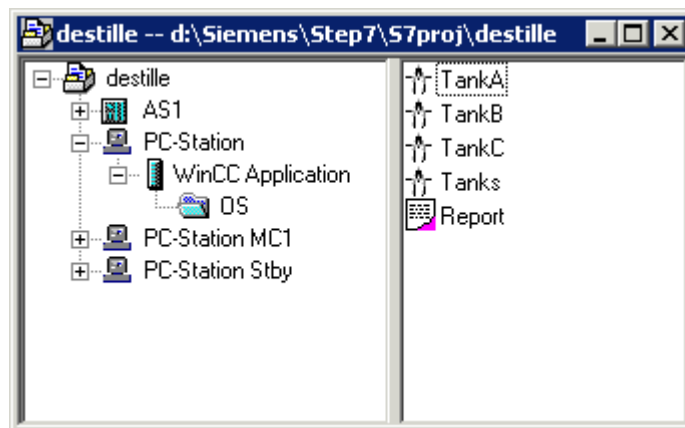 destille -- d:\Siemens\Step7\S7proj\destille
destille
AS1
PC-Station
WinCC Application
OS
PC-Station MC1
PC-Station Stby
TankA
TankB
TankC
Tanks
Report